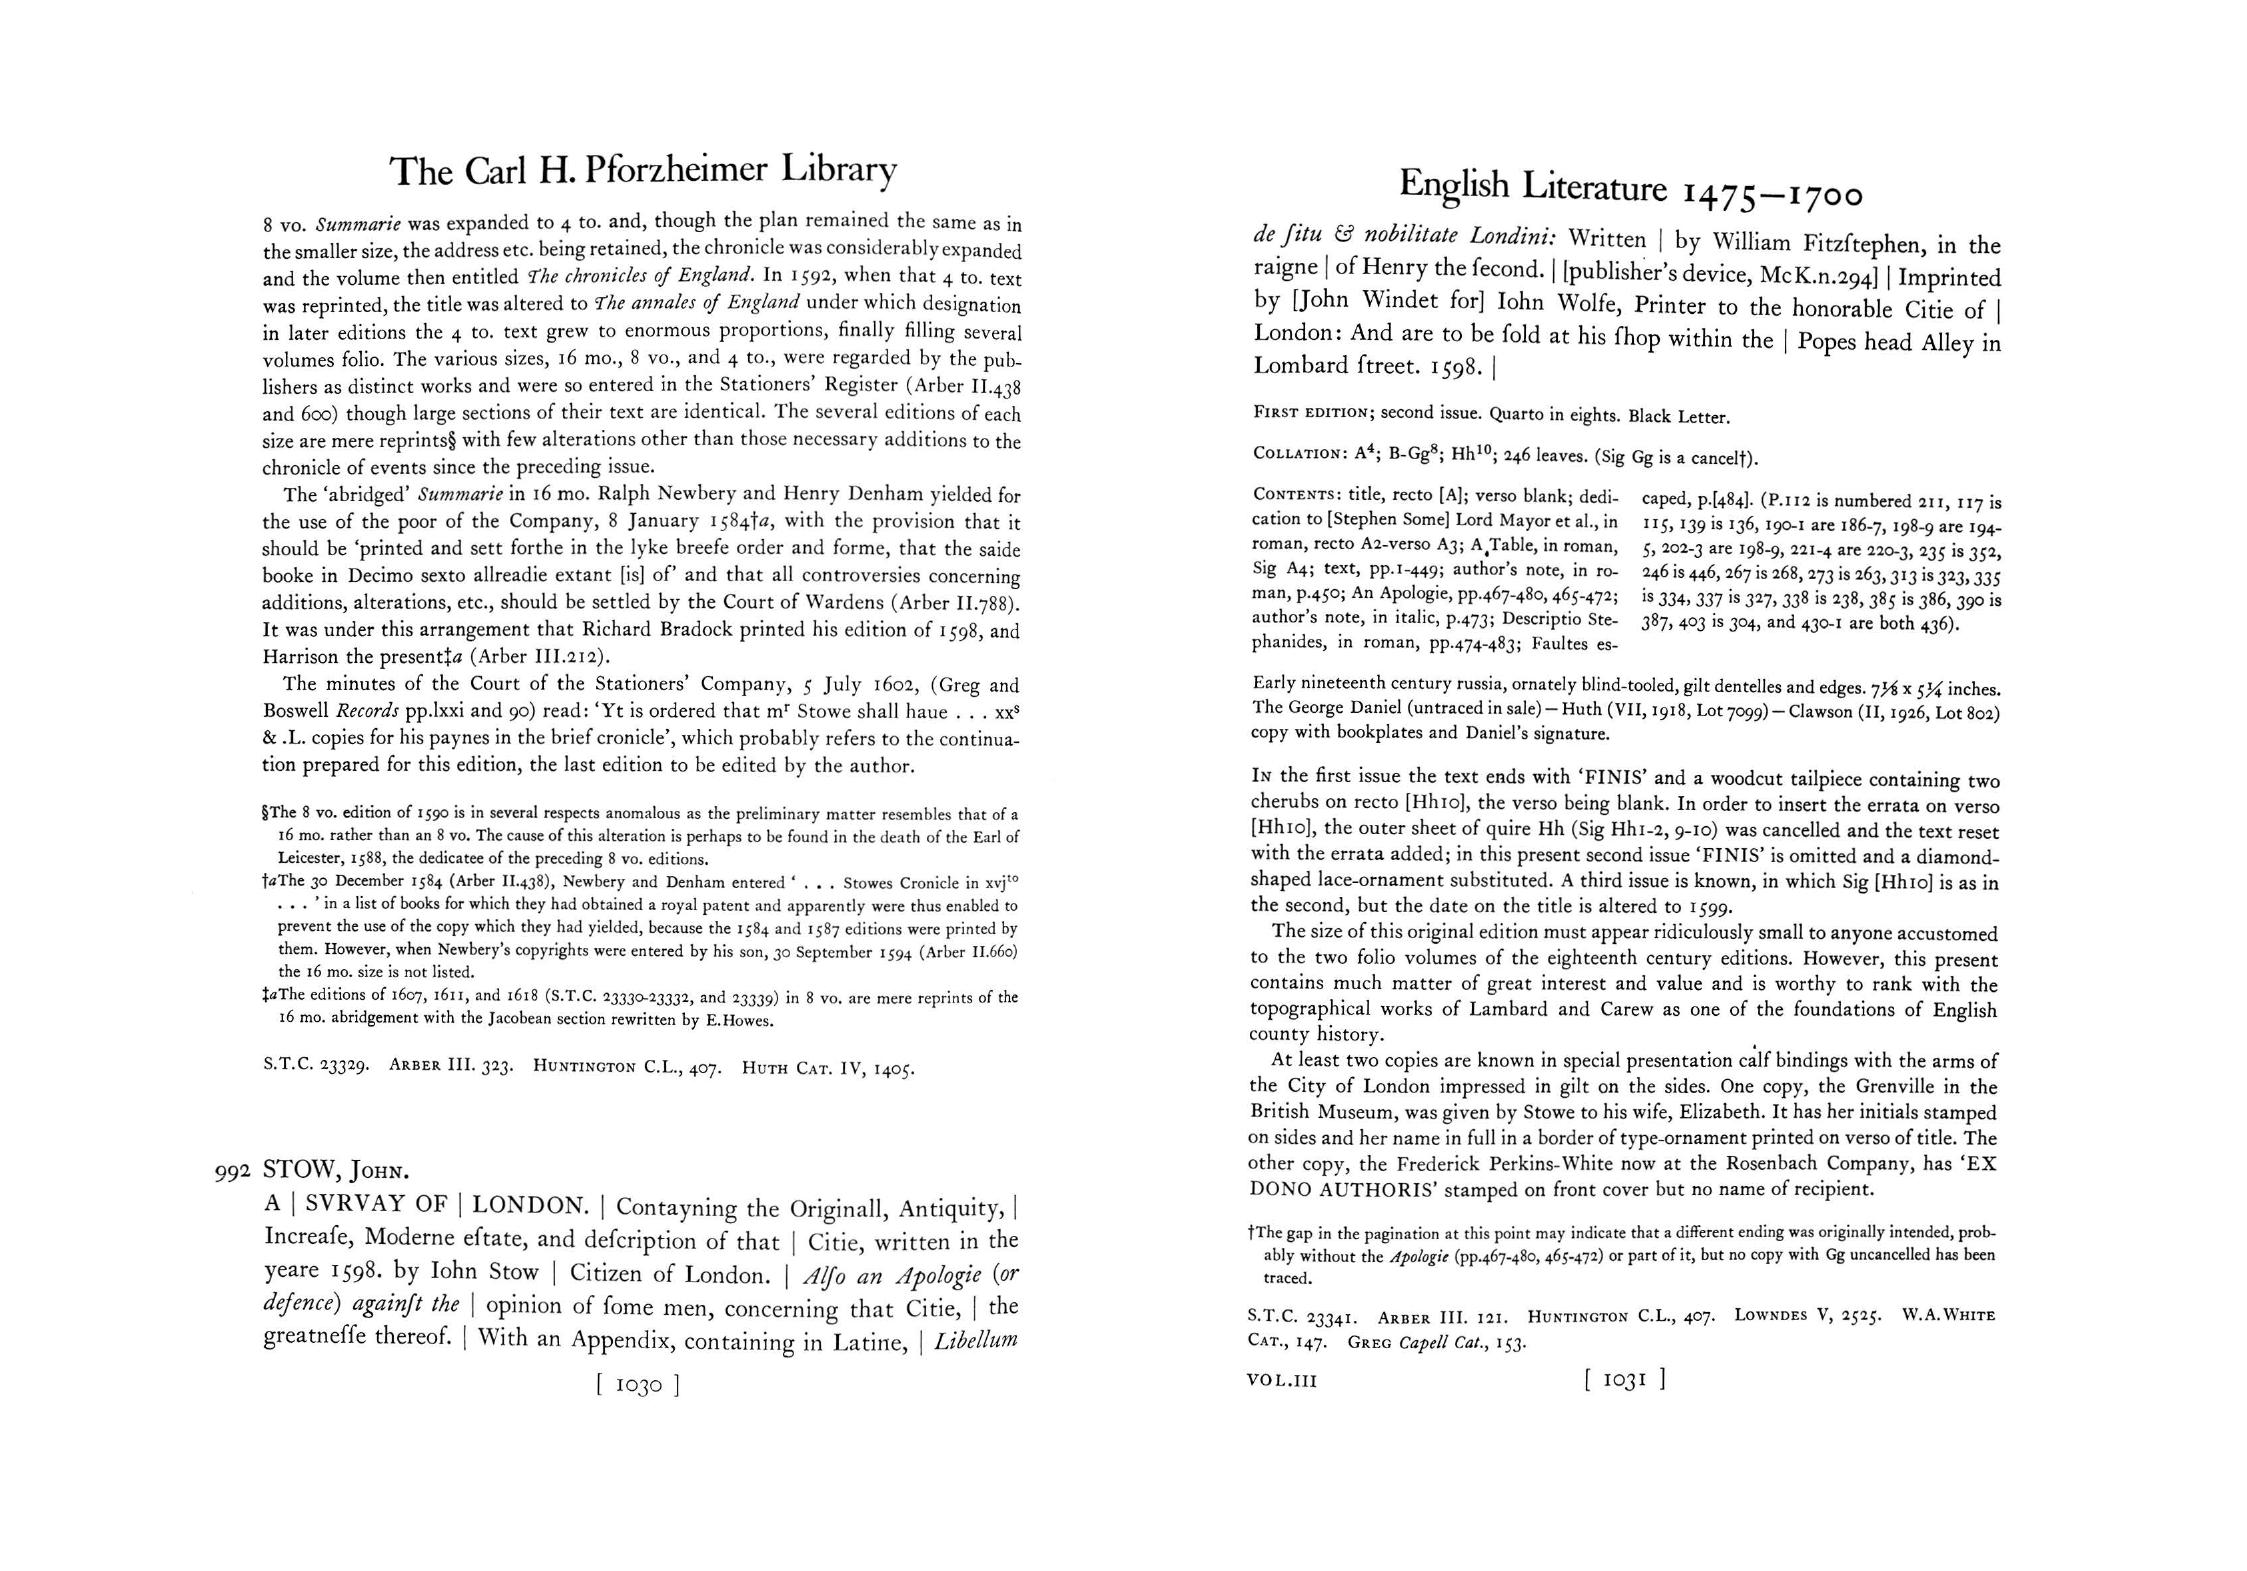 The Carl H. Pforzheimer Library
8 vo. Summarie was expanded to 4 to. and, though the plan remained the same as in
the smaller size, the address etc. being retained, the chronicle was considerably expanded
and the volume then entitled The chronicles of England. In 1592, when that 4 to. text
was reprinted, the title was altered to The annales of England under which designation
in later editions the 4 to. text grew to enormous proportions, finally filling several
volumes folio. The various sizes, 16 mo., 8 vo., and 4 to., were regarded by the pub-
lishers as distinct works and were so entered in the Stationers' Register (Arber II.438
and 600) though large sections of their text are identical. The several editions of each
size are mere reprints§ with few alterations other than those necessary additions to the
chronicle of events since the preceding issue.
The 'abridged' Summarie in 16 mo. Ralph Newbery and Henry Denham yielded for
the use of the poor of the Company, 8 January 1584†a, with the provision that it
should be 'printed and sett forthe in the lyke breefe order and forme, that the saide
booke in Decimo sexto allreadie extant [is] of' and that all controversies concerning
additions, alterations, etc., should be settled by the Court of Wardens (Arber II.788).
It was under this arrangement that Richard Bradock printed his edition of 1598, and
Harrison the present‡a (Arber III.212).
The minutes of the Court of the Stationers' Company, 5 July 1602, (Greg and
Boswell Records pp.lxxi and 90) read: 'Yt is ordered that mʳ Stowe shall haue . . . xxˢ
& .L. copies for his paynes in the brief cronicle', which probably refers to the continua-
tion prepared for this edition, the last edition to be edited by the author.
§The 8 vo. edition of 1590 is in several respects anomalous as the preliminary matter resembles that of a
16 mo. rather than an 8 vo. The cause of this alteration is perhaps to be found in the death of the Earl of
Leicester, 1588, the dedicatee of the preceding 8 vo. editions.
†aThe 30 December 1584 (Arber II.438), Newbery and Denham entered ' . . . Stowes Cronicle in xvjᵗᵒ
. . . ' in a list of books for which they had obtained a royal patent and apparently were thus enabled to
prevent the use of the copy which they had yielded, because the 1584 and 1587 editions were printed by
them. However, when Newbery's copyrights were entered by his son, 30 September 1594 (Arber II.660)
the 16 mo. size is not listed.
‡aThe editions of 1607, 1611, and 1618 (S.T.C. 23330-23332, and 23339) in 8 vo. are mere reprints of the
16 mo. abridgement with the Jacobean section rewritten by E.Howes.
S.T.C. 23329. Arber III. 323. Huntington C.L., 407. Huth Cat. IV, 1405.
992 STOW, John.
A | SVRVAY OF | LONDON. | Contayning the Originall, Antiquity, |
Increaſe, Moderne eſtate, and deſcription of that | Citie, written in the
yeare 1598. by Iohn Stow | Citizen of London. | Alſo an Apologie (or
defence) againſt the | opinion of ſome men, concerning that Citie, | the
greatneſſe thereof. | With an Appendix, containing in Latine, | Libellum
[ 1030 ]
English Literature 1475–1700
de ſitu & nobilitate Londini: Written | by William Fitzſtephen, in the
raigne | of Henry the ſecond. | [publisher's device, McK.n.294] | Imprinted
by [John Windet for] Iohn Wolfe, Printer to the honorable Citie of |
London: And are to be ſold at his ſhop within the | Popes head Alley in
Lombard ſtreet. 1598. |
First edition; second issue. Quarto in eights. Black Letter.
Collation: A⁴; B-Gg⁸; Hh¹⁰; 246 leaves. (Sig Gg is a cancel†).
Contents: title, recto [A]; verso blank; dedi-
cation to [Stephen Some] Lord Mayor et al., in
roman, recto A2-verso A3; A Table, in roman,
Sig A4; text, pp.1-449; author's note, in ro-
man, p.450; An Apologie, pp.467-480, 465-472;
author's note, in italic, p.473; Descriptio Ste-
phanides, in roman, pp.474-483; Faultes es-
caped, p.[484]. (P.112 is numbered 211, 117 is
115, 139 is 136, 190-1 are 186-7, 198-9 are 194-
5, 202-3 are 198-9, 221-4 are 220-3, 235 is 352,
246 is 446, 267 is 268, 273 is 263, 313 is 323, 335
is 334, 337 is 327, 338 is 238, 385 is 386, 390 is
387, 403 is 304, and 430-1 are both 436).
Early nineteenth century russia, ornately blind-tooled, gilt dentelles and edges. 7⅛ x 5¼ inches.
The George Daniel (untraced in sale) — Huth (VII, 1918, Lot 7099) — Clawson (II, 1926, Lot 802)
copy with bookplates and Daniel's signature.
In the first issue the text ends with 'FINIS' and a woodcut tailpiece containing two
cherubs on recto [Hh10], the verso being blank. In order to insert the errata on verso
[Hh10], the outer sheet of quire Hh (Sig Hh1-2, 9-10) was cancelled and the text reset
with the errata added; in this present second issue 'FINIS' is omitted and a diamond-
shaped lace-ornament substituted. A third issue is known, in which Sig [Hh10] is as in
the second, but the date on the title is altered to 1599.
The size of this original edition must appear ridiculously small to anyone accustomed
to the two folio volumes of the eighteenth century editions. However, this present
contains much matter of great interest and value and is worthy to rank with the
topographical works of Lambard and Carew as one of the foundations of English
county history.
At least two copies are known in special presentation calf bindings with the arms of
the City of London impressed in gilt on the sides. One copy, the Grenville in the
British Museum, was given by Stowe to his wife, Elizabeth. It has her initials stamped
on sides and her name in full in a border of type-ornament printed on verso of title. The
other copy, the Frederick Perkins-White now at the Rosenbach Company, has 'EX
DONO AUTHORIS' stamped on front cover but no name of recipient.
†The gap in the pagination at this point may indicate that a different ending was originally intended, prob-
ably without the Apologie (pp.467-480, 465-472) or part of it, but no copy with Gg uncancelled has been
traced.
S.T.C. 23341. Arber III. 121. Huntington C.L., 407. Lowndes V, 2525. W.A.White
Cat., 147. Greg Capell Cat., 153.
VOL.III [ 1031 ]